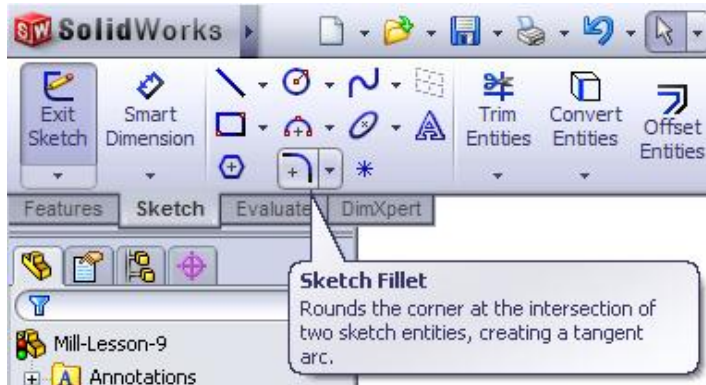 SW SolidWorks
Exit Sketch
Smart Dimension
Trim Entities
Convert Entities
Offset Entities
A
Features Sketch Evaluate DimXpert
Sketch Fillet
Rounds the corner at the intersection of
two sketch entities, creating a tangent
arc.
Mill-Lesson-9
A Annotations